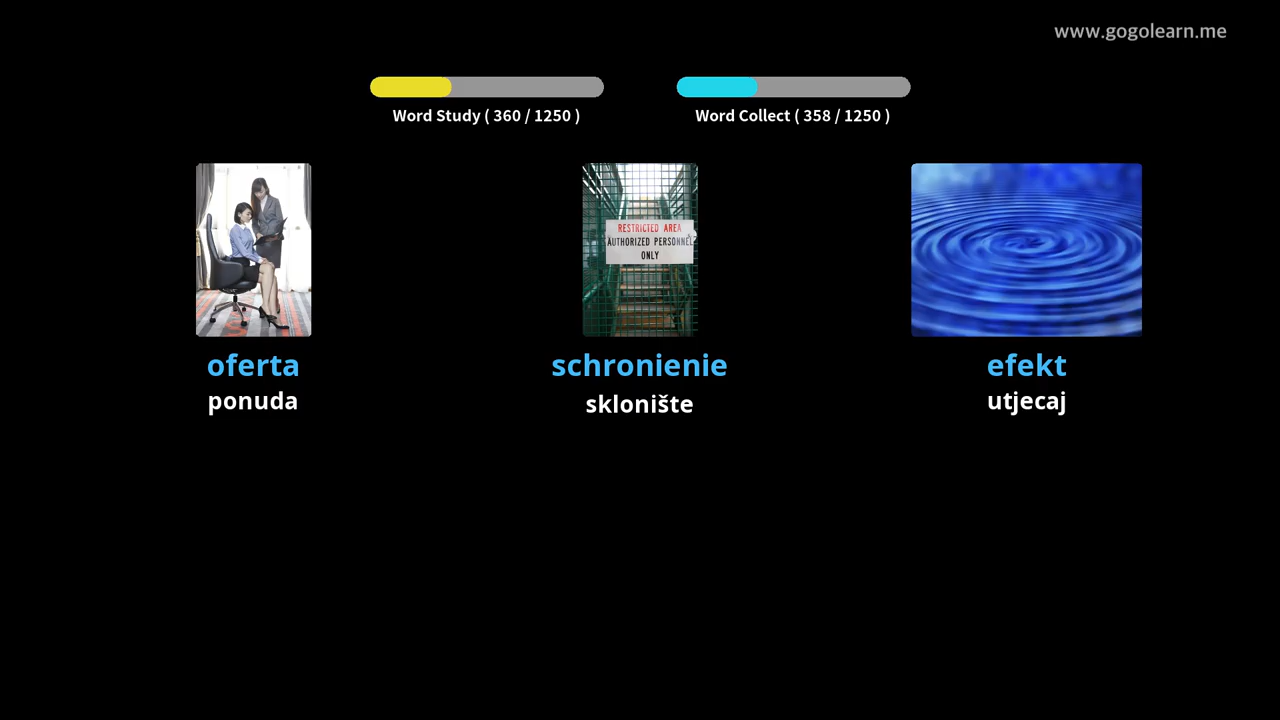 www.gogolearn.me
Word Study ( 360 / 1250 )
Word Collect ( 358 / 1250 )
RESTRICTED AREA
AUTHORIZED PERSONNEL
ONLY
oferta
ponuda
schronienie
sklonište
efekt
utjecaj